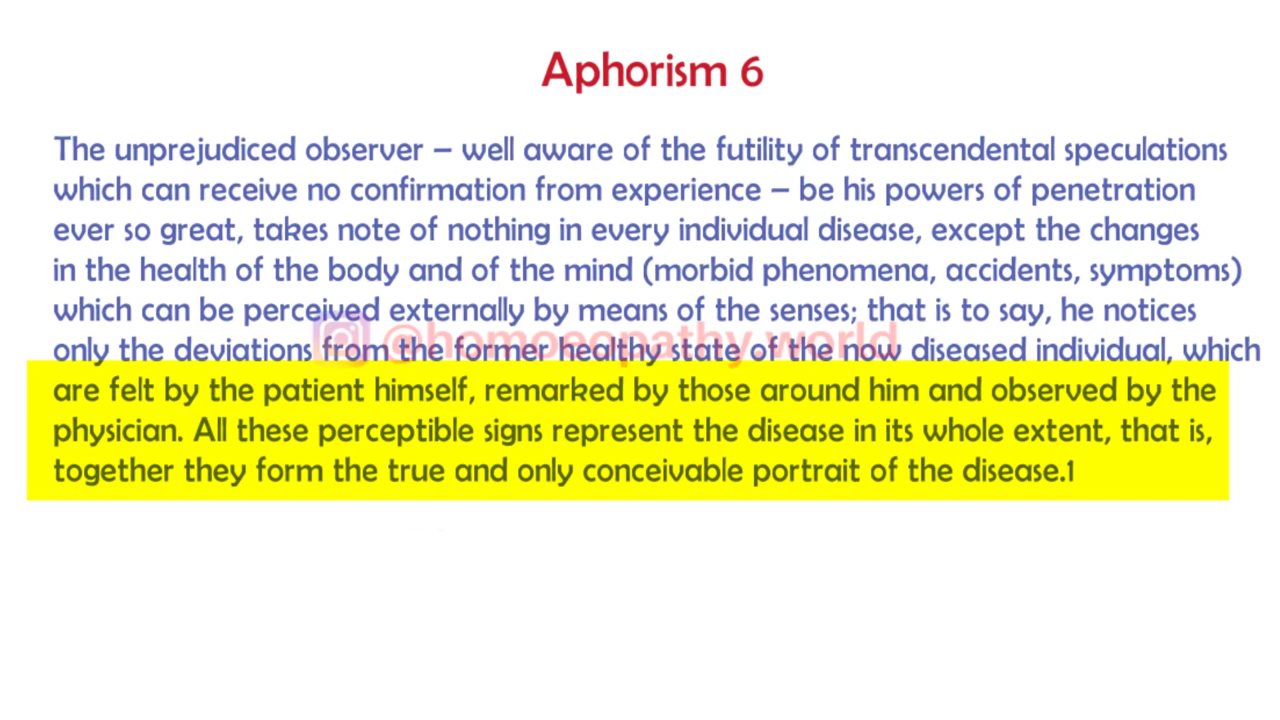 Aphorism 6
The unprejudiced observer – well aware of the futility of transcendental speculations
which can receive no confirmation from experience – be his powers of penetration
ever so great, takes note of nothing in every individual disease, except the changes
in the health of the body and of the mind (morbid phenomena, accidents, symptoms)
which can be perceived externally by means of the senses; that is to say, he notices
only the deviations from the former healthy state of the now diseased individual, which
@homoeopathy.world
are felt by the patient himself, remarked by those around him and observed by the
physician. All these perceptible signs represent the disease in its whole extent, that is,
together they form the true and only conceivable portrait of the disease.1